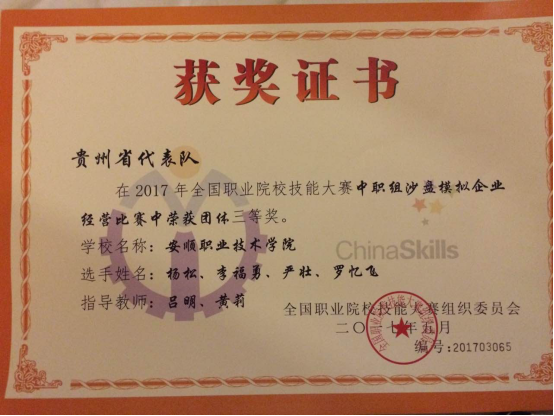 获奖证书
贵州省代表队
在2017年全国职业院校技能大赛中职组沙盘模拟企业
经营比赛中荣获团体三等奖。
学校名称：安顺职业技术学院
ChinaSkills
选手姓名：杨松、李福勇、严壮、罗忆飞
指导教师：吕明、黄莉
全国职业院校技能大赛组织委员会
二〇一七年五月
编号:201703065